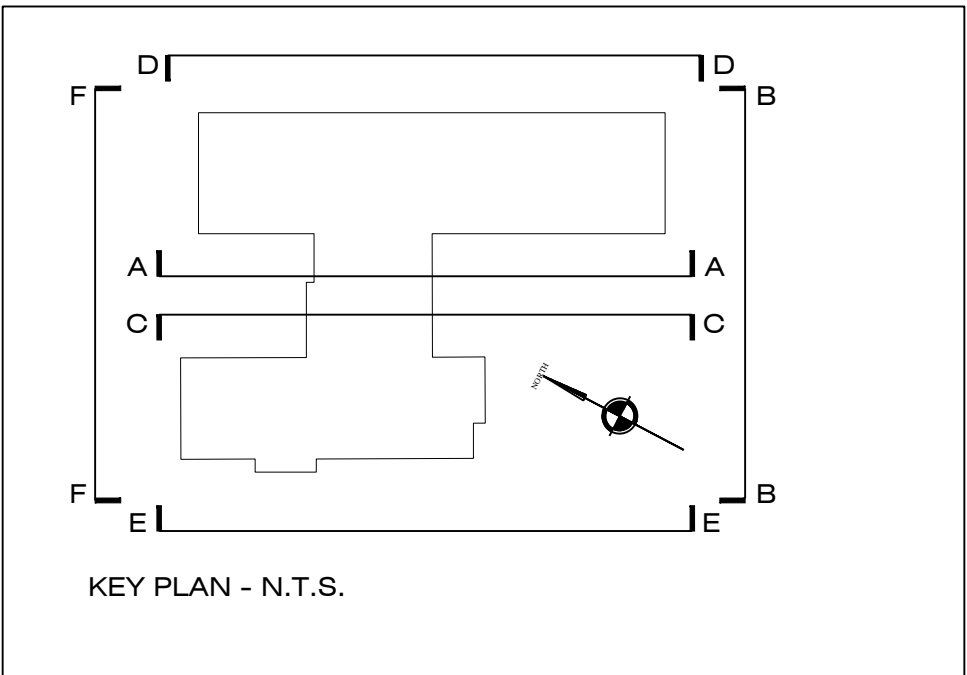 D D
F B
A A
C C
NORTH
F B
E E
KEY PLAN - N.T.S.